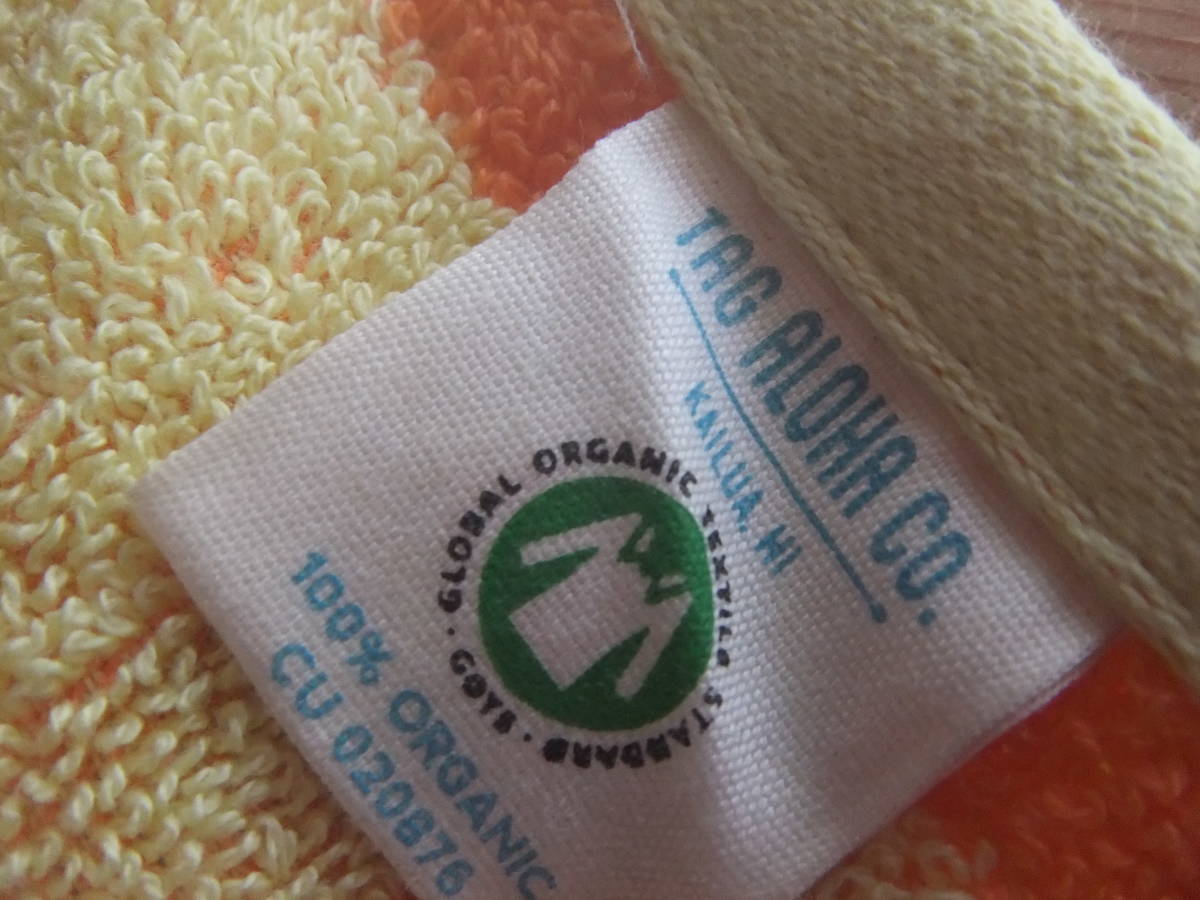 TAG ALOHA CO.
KAILUA, HI
GLOBAL ORGANIC TEXTILE STANDARD · GOTS ·
100% ORGANIC
CU 020876